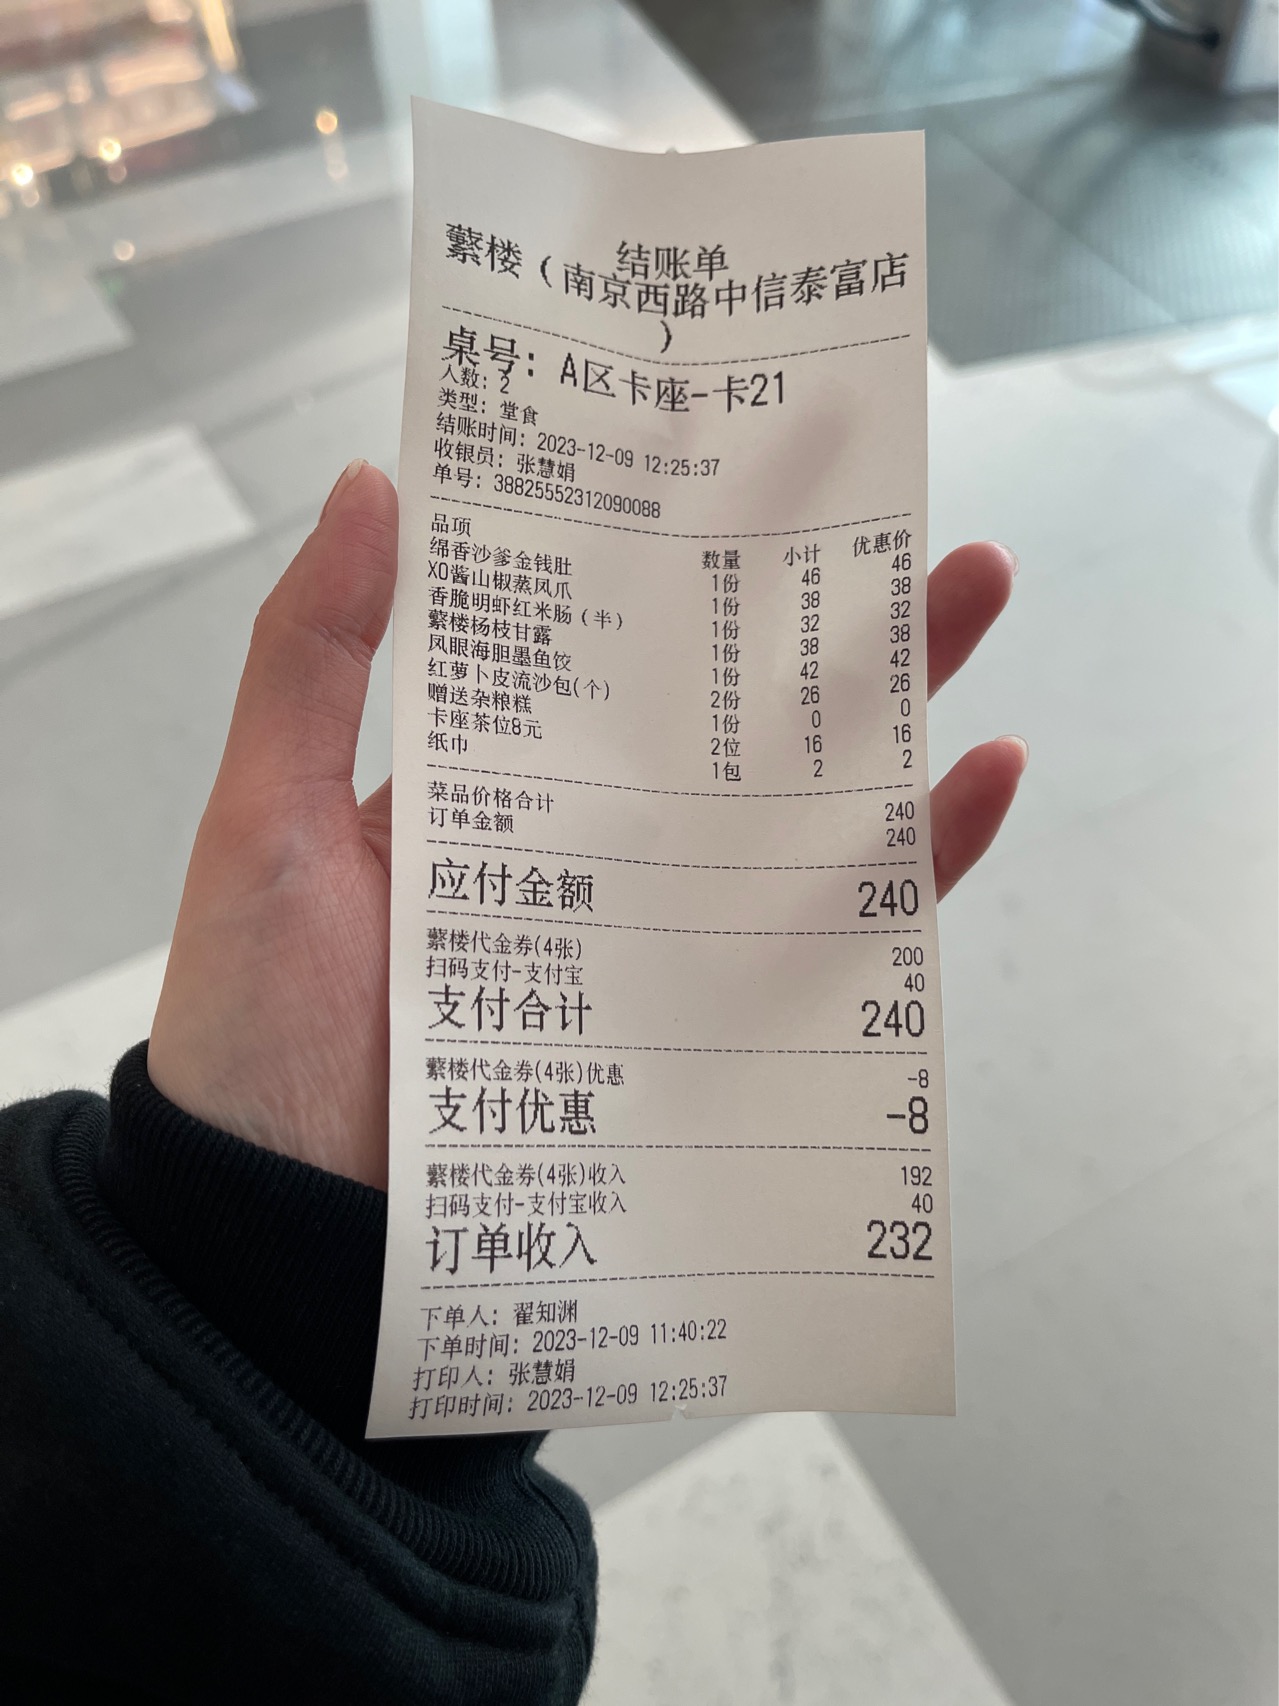 结账单
蘩楼（南京西路中信泰富店
）
桌号：A区卡座-卡21
人数：2
类型：堂食
结账时间：2023-12-09 12:25:37
收银员：张慧娟
单号：38825552312090088
品项 数量 小计 优惠价
绵香沙爹金钱肚 1份 46 46
XO酱山椒蒸凤爪 1份 38 38
香脆明虾红米肠（半） 1份 32 32
蘩楼杨枝甘露 1份 38 38
凤眼海胆墨鱼饺 1份 42 42
红萝卜皮流沙包(个) 2份 26 26
赠送杂粮糕 1份 0 0
卡座茶位8元 2位 16 16
纸巾 1包 2 2
菜品价格合计 240
订单金额 240
应付金额 240
蘩楼代金券(4张) 200
扫码支付-支付宝 40
支付合计 240
蘩楼代金券(4张)优惠 -8
支付优惠 -8
蘩楼代金券(4张)收入 192
扫码支付-支付宝收入 40
订单收入 232
下单人：翟知渊
下单时间：2023-12-09 11:40:22
打印人：张慧娟
打印时间：2023-12-09 12:25:37